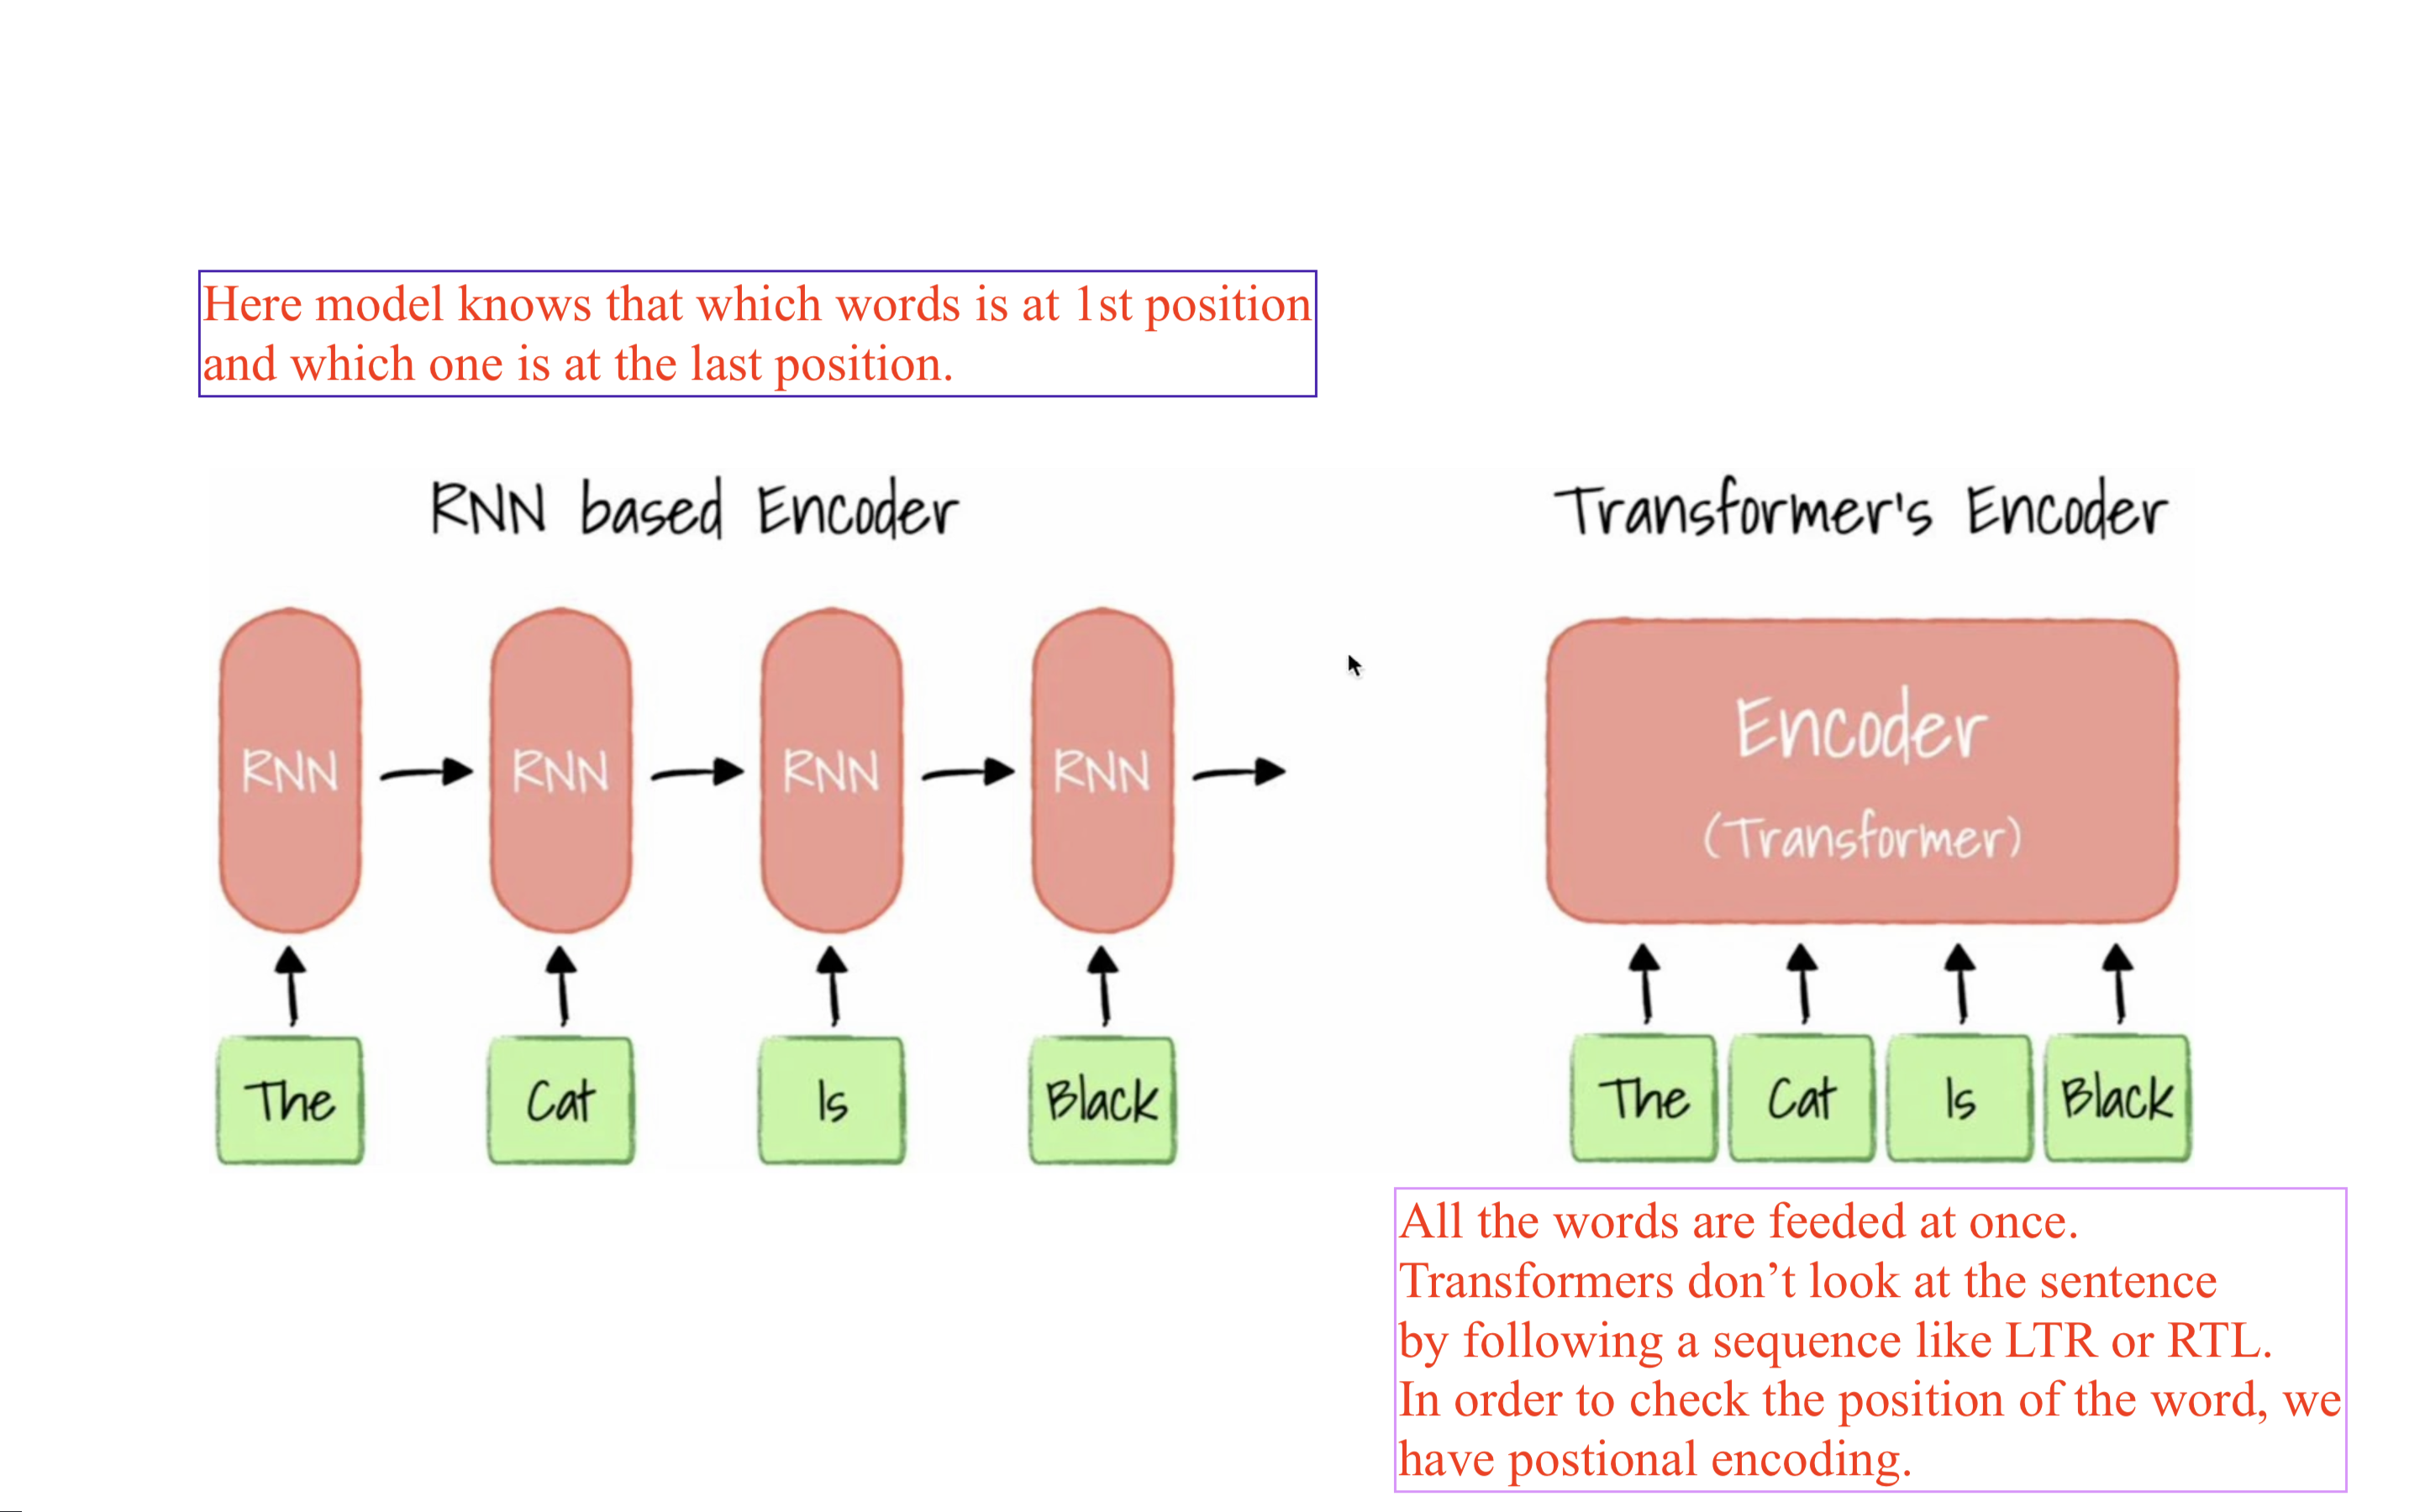 Here model knows that which words is at 1st position
and which one is at the last position.
RNN based Encoder
RNN
RNN
RNN
RNN
The
Cat
Is
Black
Transformer's Encoder
Encoder
(Transformer)
The
Cat
Is
Black
All the words are feeded at once.
Transformers don’t look at the sentence
by following a sequence like LTR or RTL.
In order to check the position of the word, we
have postional encoding.